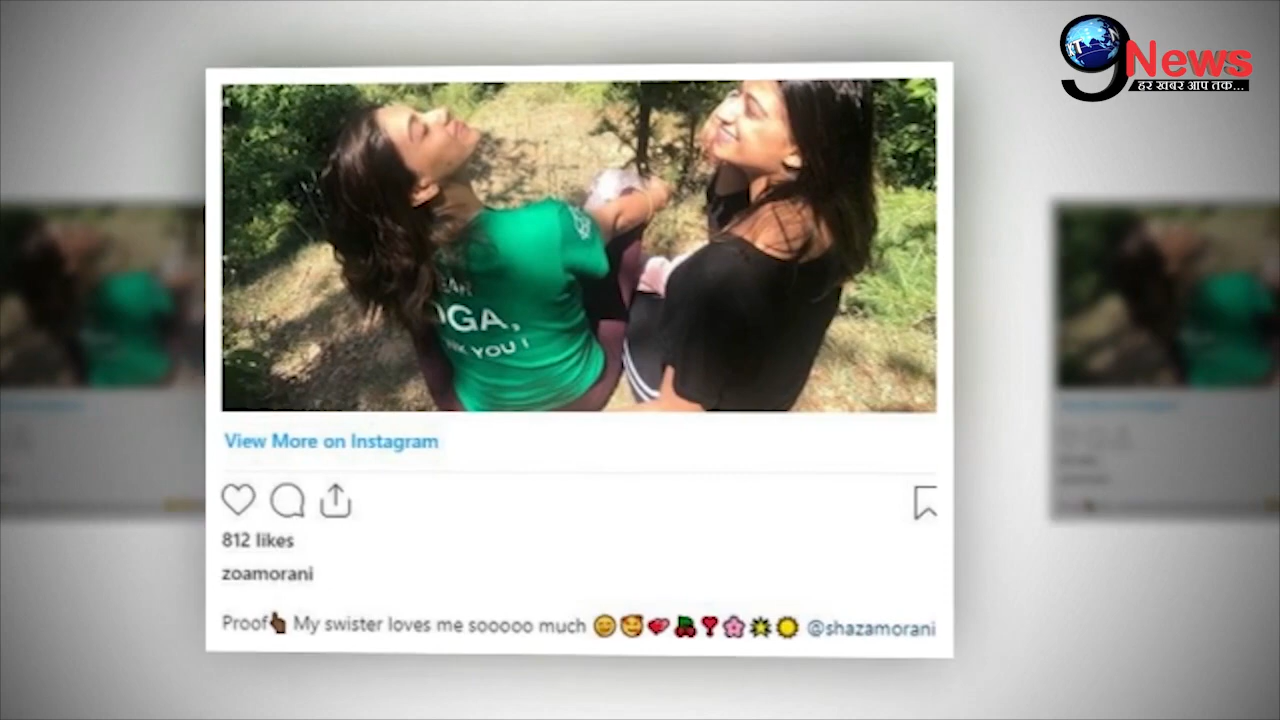 9 News
हर खबर आप तक...
OGA,
YOU !
View More on Instagram
812 likes
zoamorani
Proof👆🏿 My swister loves me sooooo much 😊🥰💓🍒❣🌸🌟🌞 @shazamorani